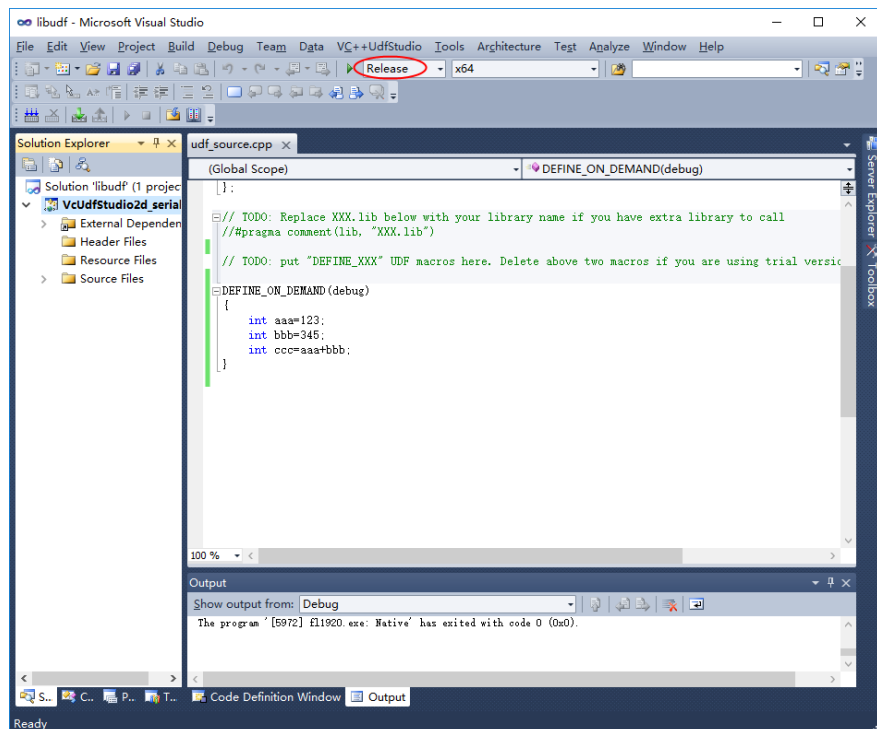 libudf - Microsoft Visual Studio
File Edit View Project Build Debug Team Data VC++UdfStudio Tools Architecture Test Analyze Window Help
Release x64
Solution Explorer
udf_source.cpp
(Global Scope) DEFINE_ON_DEMAND(debug)
Solution 'libudf' (1 projec
VcUdfStudio2d_serial
External Dependen
Header Files
Resource Files
Source Files
};
// TODO: Replace XXX.lib below with your library name if you have extra library to call
//#pragma comment(lib, "XXX.lib")
// TODO: put "DEFINE_XXX" UDF macros here. Delete above two macros if you are using trial versio
DEFINE_ON_DEMAND(debug)
{
int aaa=123;
int bbb=345;
int ccc=aaa+bbb;
}
100 %
Output
Show output from: Debug
The program '[5972] fl1920.exe: Native' has exited with code 0 (0x0).
S... C... P... T...
Code Definition Window Output
Ready
Server Explorer
Toolbox